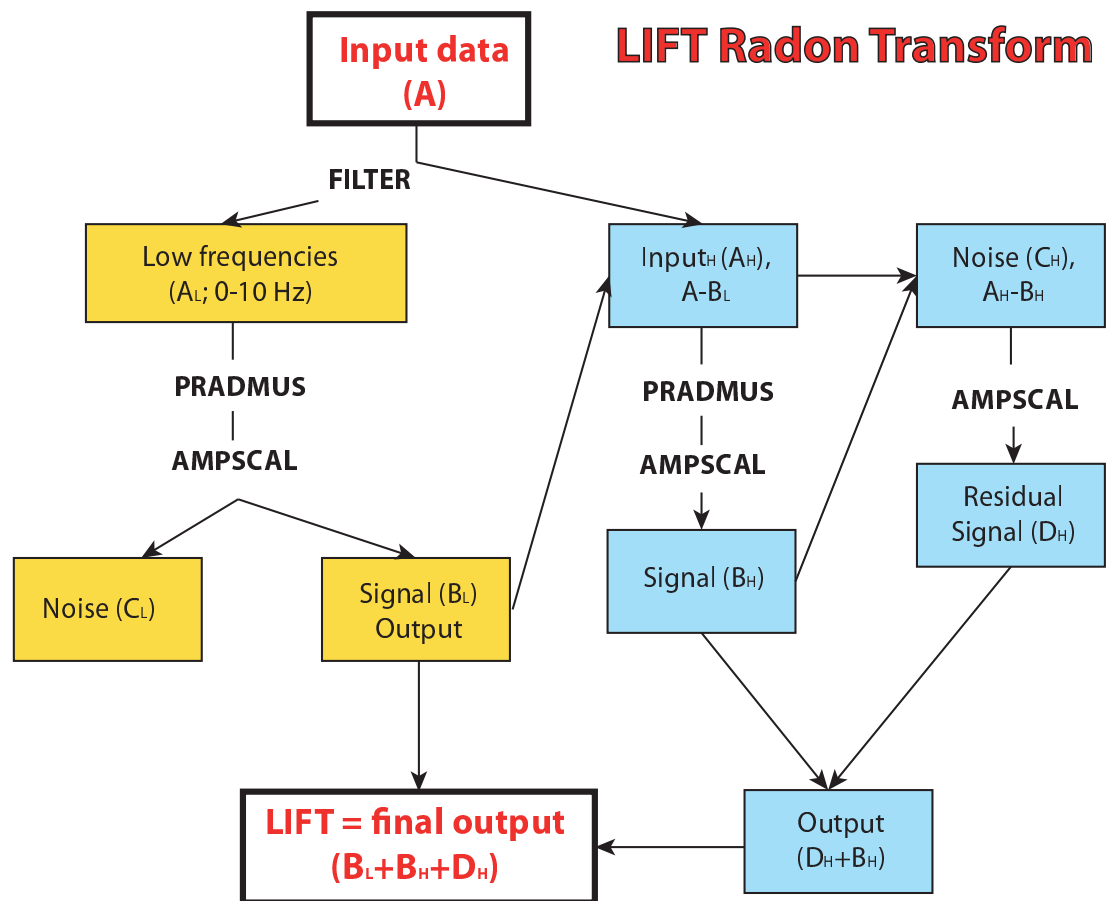 LIFT Radon Transform
Input data
(A)
FILTER
Low frequencies
(AL; 0-10 Hz)
InputH (AH),
A-BL
Noise (CH),
AH-BH
PRADMUS
AMPSCAL
PRADMUS
AMPSCAL
AMPSCAL
Noise (CL)
Signal (BL)
Output
Signal (BH)
Residual
Signal (DH)
LIFT = final output
(BL+BH+DH)
Output
(DH+BH)